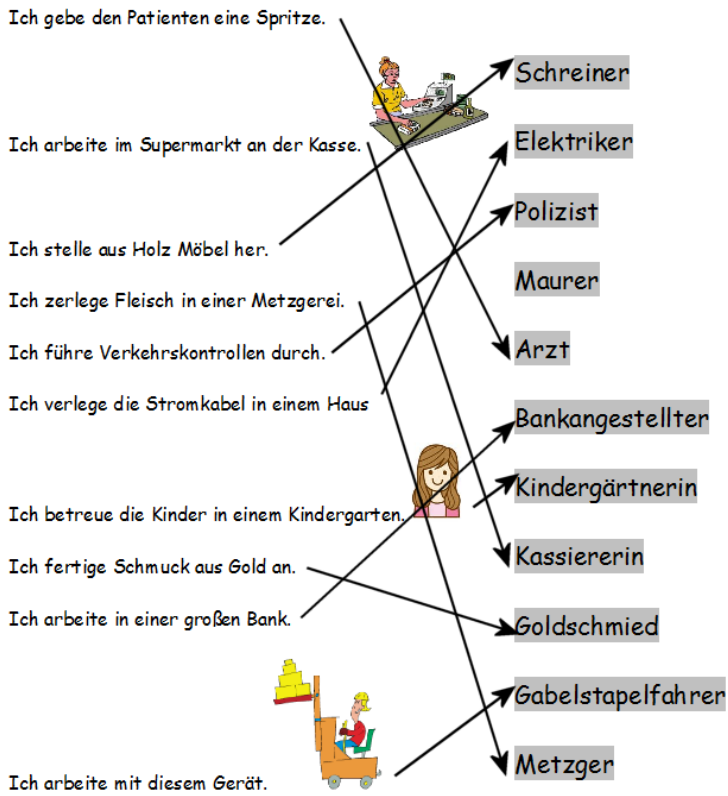 Ich gebe den Patienten eine Spritze.
Schreiner
Ich arbeite im Supermarkt an der Kasse.
Elektriker
Polizist
Ich stelle aus Holz Möbel her.
Maurer
Ich zerlege Fleisch in einer Metzgerei.
Ich führe Verkehrskontrollen durch.
Arzt
Ich verlege die Stromkabel in einem Haus
Bankangestellter
Kindergärtnerin
Ich betreue die Kinder in einem Kindergarten.
Kassiererin
Ich fertige Schmuck aus Gold an.
Ich arbeite in einer großen Bank.
Goldschmied
Gabelstapelfahrer
Metzger
Ich arbeite mit diesem Gerät.